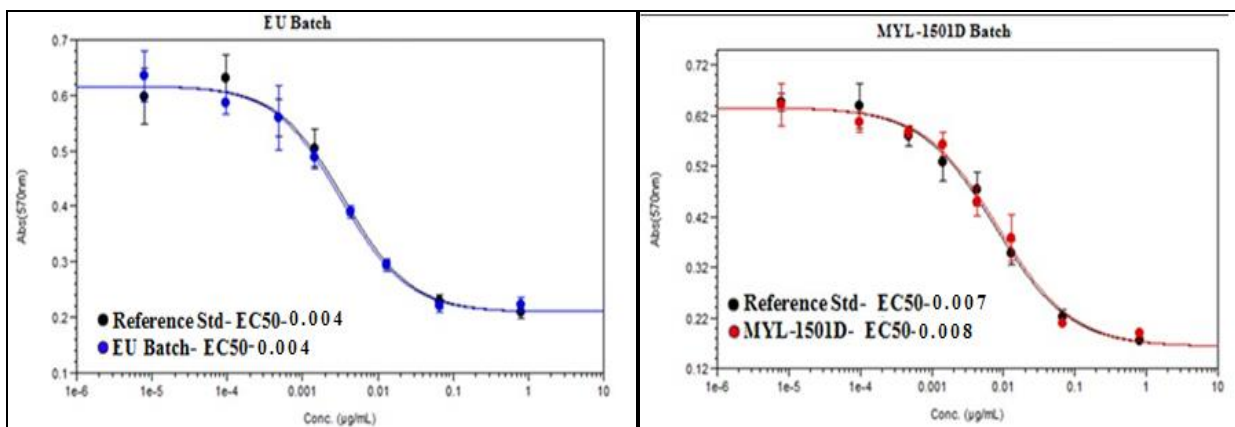 EU Batch
0.7
0.6
0.5
0.4
0.3
0.2
0.1
Abs(570nm)
Reference Std- EC50-0.004
EU Batch- EC50-0.004
1e-6 1e-5 1e-4 0.001 0.01 0.1 1 10
Conc. (µg/mL)
MYL-1501D Batch
0.72
0.62
0.52
0.42
0.32
0.22
0.12
Abs(570nm)
Reference Std- EC50-0.007
MYL-1501D- EC50-0.008
1e-6 1e-5 1e-4 0.001 0.01 0.1 1 10
Conc. (µg/mL)